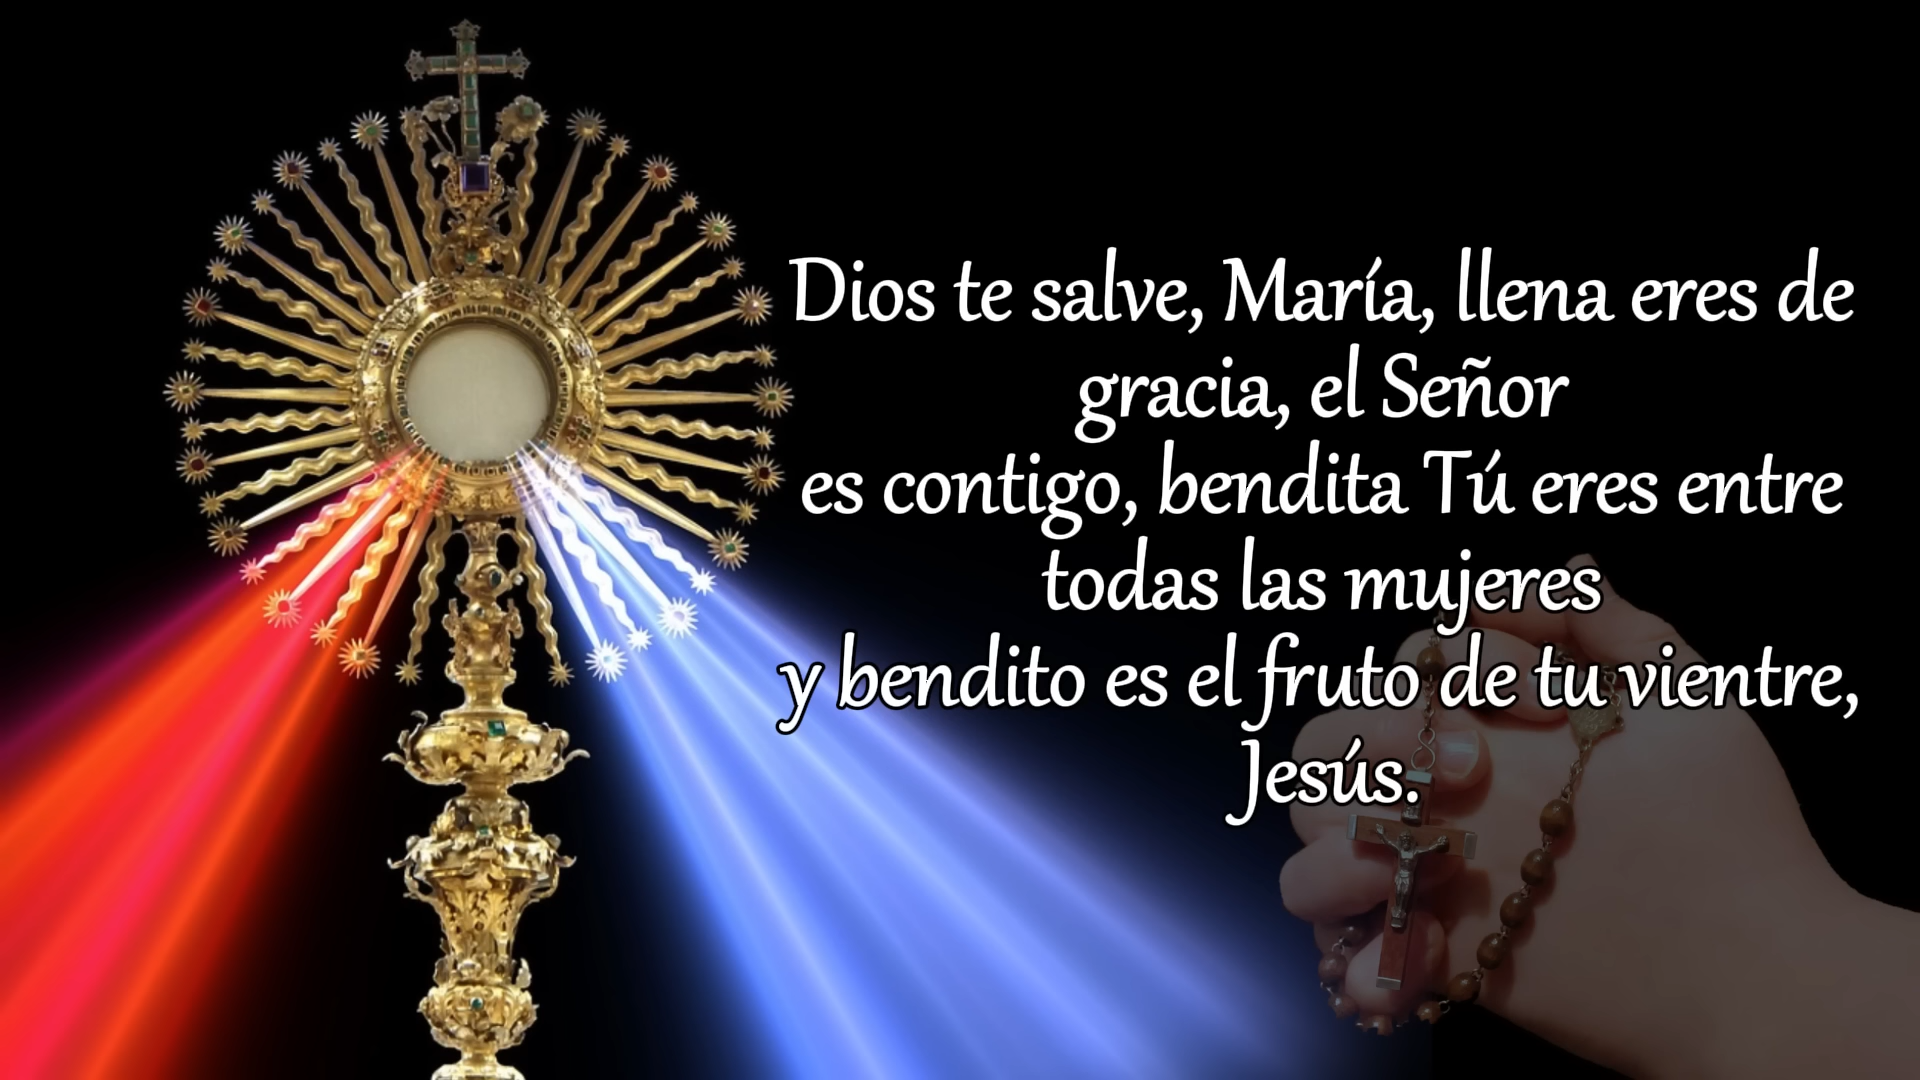 Dios te salve, María, llena eres de
gracia, el Señor
es contigo, bendita Tú eres entre
todas las mujeres
y bendito es el fruto de tu vientre,
Jesús.